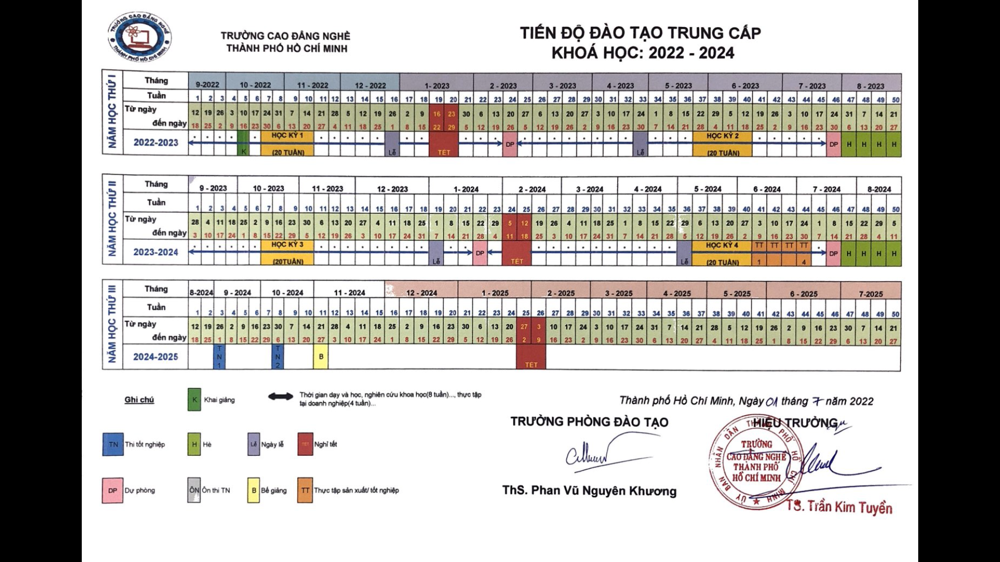 TRƯỜNG CAO ĐẲNG NGHỀ
THÀNH PHỐ HỒ CHÍ MINH
TRƯỜNG CAO ĐẲNG NGHỀ
THÀNH PHỐ HỒ CHÍ MINH
TIẾN ĐỘ ĐÀO TẠO TRUNG CẤP
KHOÁ HỌC: 2022 - 2024
NĂM HỌC THỨ I
Tháng 9-2022 10 - 2022 11 - 2022 12 - 2022 1- 2023 2 - 2023 3 - 2023 4 - 2023 5 - 2023 6 - 2023 7 - 2023 8 - 2023
Tuần 1 2 3 4 5 6 7 8 9 10 11 12 13 14 15 16 17 18 19 20 21 22 23 24 25 26 27 28 29 30 31 32 33 34 35 36 37 38 39 40 41 42 43 44 45 46 47 48 49 50
Từ ngày 12 19 26 3 10 17 24 31 7 14 21 28 5 12 19 26 2 9 16 23 30 6 13 20 27 6 13 20 27 3 10 17 24 1 8 15 22 29 5 12 19 26 3 10 17 24 31 7 14 21
đến ngày 18 25 2 9 16 23 30 6 13 20 27 4 11 18 25 1 8 15 22 29 5 12 19 26 5 12 19 26 2 9 16 23 30 7 14 21 28 4 11 18 25 2 9 16 23 30 6 13 20 27
2022-2023 K HỌC KỲ 1 Lễ TẾT DP Lễ HỌC KỲ 2 DP H H H H
(20 TUẦN) (20 TUẦN)
NĂM HỌC THỨ II
Tháng 9 - 2023 10 - 2023 11 - 2023 12 - 2023 1- 2024 2 - 2024 3 - 2024 4 - 2024 5 - 2024 6 - 2024 7 - 2024 8-2024
Tuần 1 2 3 4 5 6 7 8 9 10 11 12 13 14 15 16 17 18 19 20 21 22 23 24 25 26 27 28 29 30 31 32 33 34 35 36 37 38 39 40 41 42 43 44 45 46 47 48 49 50
Từ ngày 28 4 11 18 25 2 9 16 23 30 6 13 20 27 4 11 18 25 1 8 15 22 29 5 12 19 26 4 11 18 25 1 8 15 22 29 6 13 20 27 3 10 17 24 1 8 15 22 29 5
đến ngày 3 10 17 24 1 8 15 22 29 5 12 19 26 3 10 17 24 31 7 14 21 28 4 11 18 25 3 10 17 24 31 7 14 21 28 5 12 19 26 2 9 16 23 30 7 14 21 28 4 11
2023-2024 HỌC KỲ 3 Lễ DP TẾT Lễ HỌC KỲ 4 TT TT TT TT DP H H H H
(20TUẦN) (20 TUẦN) 1 4
NĂM HỌC THỨ III
Tháng 8-2024 9 - 2024 10 - 2024 11 - 2024 12 - 2024 1 - 2025 2 - 2025 3 - 2025 4 - 2025 5 - 2025 6 - 2025 7-2025
Tuần 1 2 3 4 5 6 7 8 9 10 11 12 13 14 15 16 17 18 19 20 21 22 23 24 25 26 27 28 29 30 31 32 33 34 35 36 37 38 39 40 41 42 43 44 45 46 47 48 49 50
Từ ngày 12 19 26 2 9 16 23 30 7 14 21 28 4 11 18 25 2 9 16 23 30 6 13 20 27 3 10 17 24 3 10 17 24 31 7 14 21 28 5 12 19 26 2 9 16 23 30 7 14 21
đến ngày 18 25 1 8 15 22 29 6 13 20 27 3 10 17 24 1 8 15 22 29 5 12 19 26 2 9 16 23 2 9 16 23 30 6 13 20 27 4 11 18 25 1 8 15 22 29 6 13 20 27
2024-2025 TN1 TN2 B TẾT
Ghi chú
K Khai giảng
Thời gian dạy và học, nghiên cứu khoa học(8 tuần)..., thực tập
tại doanh nghiệp(4 tuần)...
TN Thi tốt nghiệp H Hè Lễ Ngày lễ TẾT Nghỉ tết
DP Dự phòng ÔN Ôn thi TN B Bế giảng TT Thực tập sản xuất/ tốt nghiệp
Thành phố Hồ Chí Minh, Ngày 01 tháng 7 năm 2022
TRƯỞNG PHÒNG ĐÀO TẠO
HIỆU TRƯỞNG
ỦY BAN NHÂN DÂN THÀNH PHỐ HỒ CHÍ MINH
TRƯỜNG
CAO ĐẲNG NGHỀ
THÀNH PHỐ
HỒ CHÍ MINH
ThS. Phan Vũ Nguyên Khương
TS. Trần Kim Tuyền